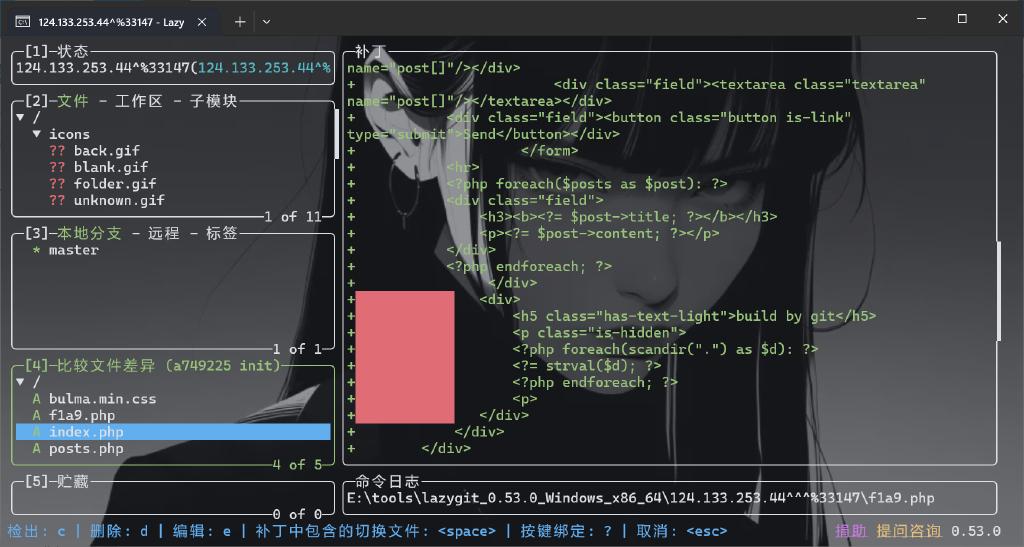 124.133.253.44^%33147 - Lazy
[1]-状态
124.133.253.44^%33147(124.133.253.44^%
[2]-文件 - 工作区 - 子模块
▼ /
▼ icons
?? back.gif
?? blank.gif
?? folder.gif
?? unknown.gif
1 of 11
[3]-本地分支 - 远程 - 标签
* master
1 of 1
[4]-比较文件差异 (a749225 init)
▼ /
A bulma.min.css
A f1a9.php
A index.php
A posts.php
4 of 5
[5]-贮藏
0 of 0
补丁
name="post[]"/></div>
+ <div class="field"><textarea class="textarea"
name="post[]"/></textarea></div>
+ <div class="field"><button class="button is-link"
type="submit">Send</button></div>
+ </form>
+ <hr>
+ <?php foreach($posts as $post): ?>
+ <div class="field">
+ <h3><b><?= $post->title; ?></b></h3>
+ <p><?= $post->content; ?></p>
+ </div>
+ <?php endforeach; ?>
+ </div>
+ <div>
+ <h5 class="has-text-light">build by git</h5>
+ <p class="is-hidden">
+ <?php foreach(scandir(".") as $d): ?>
+ <?= strval($d); ?>
+ <?php endforeach; ?>
+ <p>
+ </div>
+ </div>
+ </div>
命令日志
E:\tools\lazygit_0.53.0_Windows_x86_64\124.133.253.44^^^%33147\f1a9.php
检出: c | 删除: d | 编辑: e | 补丁中包含的切换文件: <space> | 按键绑定: ? | 取消: <esc>
捐助 提问咨询 0.53.0